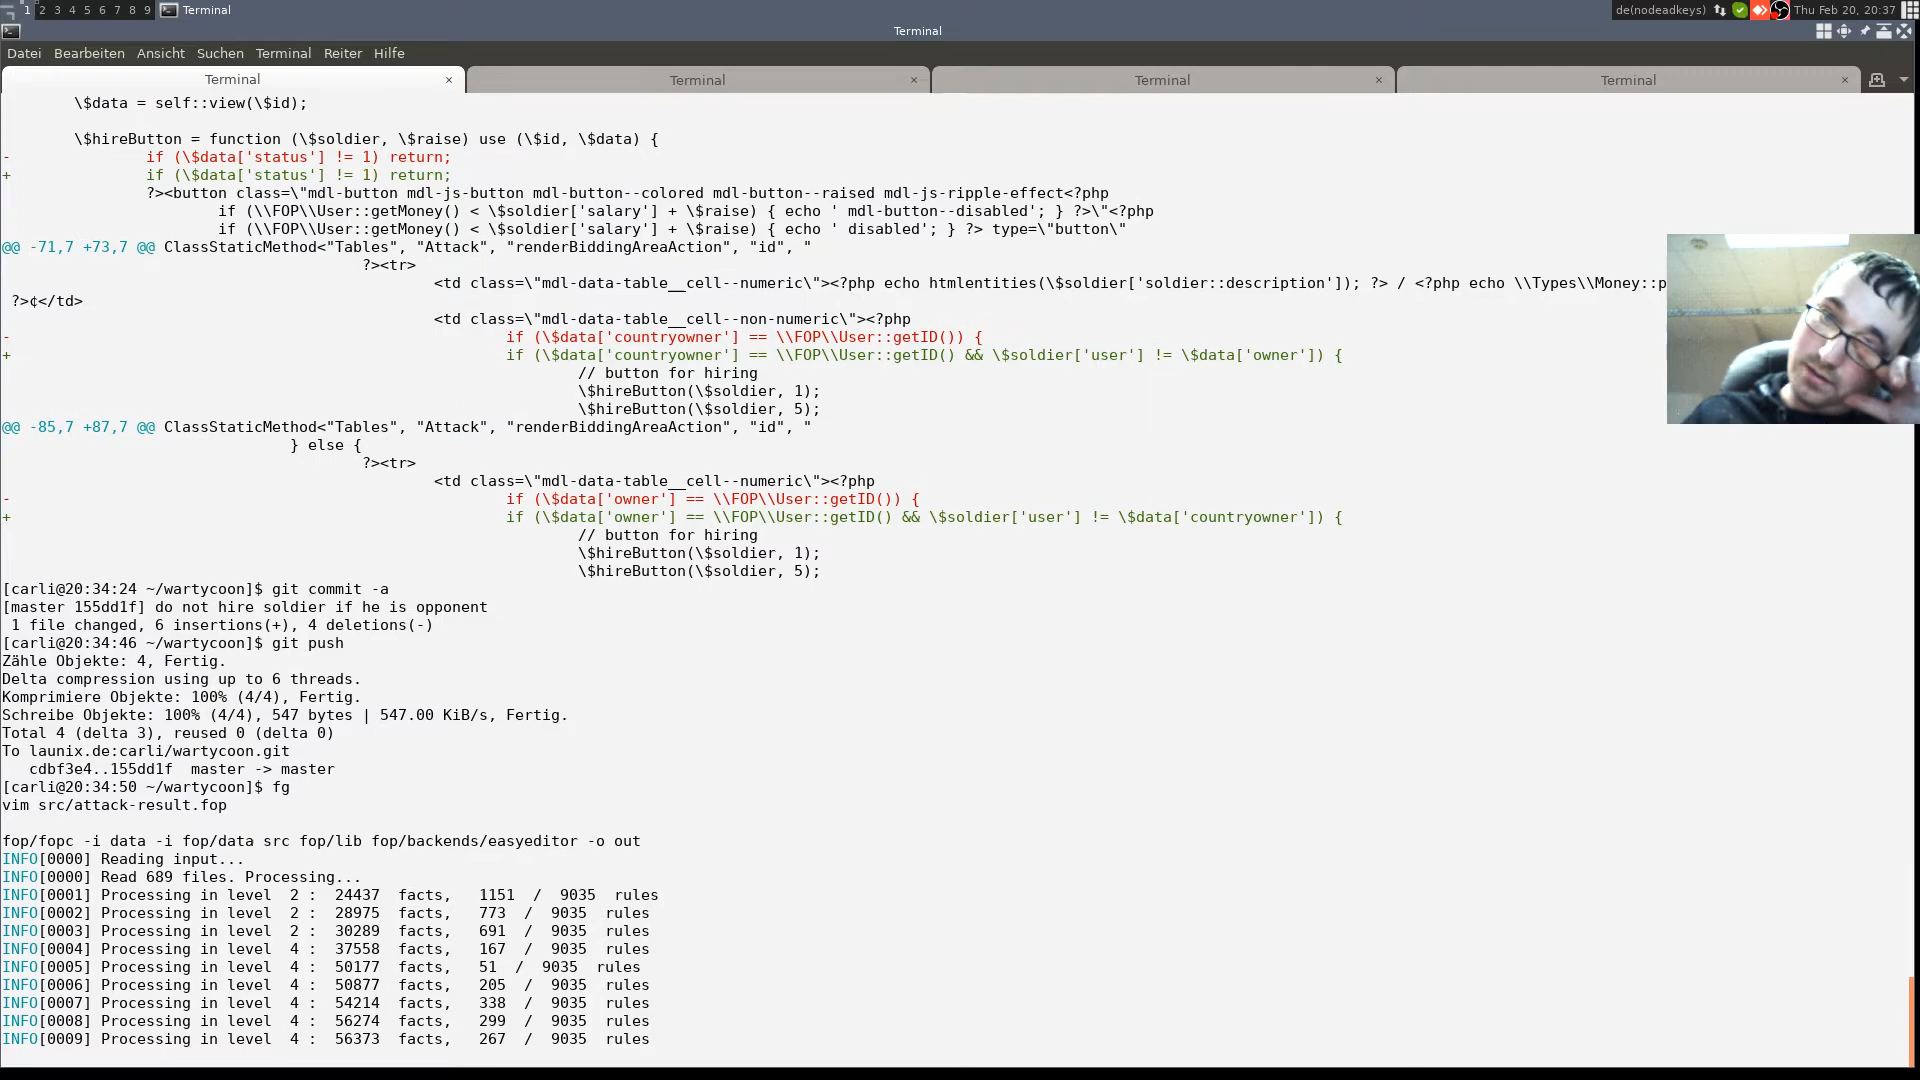 1 2 3 4 5 6 7 8 9 Terminal de(nodeadkeys) Thu Feb 20, 20:37
Terminal
Datei Bearbeiten Ansicht Suchen Terminal Reiter Hilfe
Terminal × Terminal × Terminal × Terminal ×
\$data = self::view(\$id);
\$hireButton = function (\$soldier, \$raise) use (\$id, \$data) {
- if (\$data['status'] != 1) return;
+ if (\$data['status'] != 1) return;
?><button class=\"mdl-button mdl-js-button mdl-button--colored mdl-button--raised mdl-js-ripple-effect<?php
if (\\FOP\\User::getMoney() < \$soldier['salary'] + \$raise) { echo ' mdl-button--disabled'; } ?>\"<?php
if (\\FOP\\User::getMoney() < \$soldier['salary'] + \$raise) { echo ' disabled'; } ?> type=\"button\"
@@ -71,7 +73,7 @@ ClassStaticMethod<"Tables", "Attack", "renderBiddingAreaAction", "id", "
?><tr>
<td class=\"mdl-data-table__cell--numeric\"><?php echo htmlentities(\$soldier['soldier::description']); ?> / <?php echo \\Types\\Money::p
?>¢</td>
<td class=\"mdl-data-table__cell--non-numeric\"><?php
- if (\$data['countryowner'] == \\FOP\\User::getID()) {
+ if (\$data['countryowner'] == \\FOP\\User::getID() && \$soldier['user'] != \$data['owner']) {
// button for hiring
\$hireButton(\$soldier, 1);
\$hireButton(\$soldier, 5);
@@ -85,7 +87,7 @@ ClassStaticMethod<"Tables", "Attack", "renderBiddingAreaAction", "id", "
} else {
?><tr>
<td class=\"mdl-data-table__cell--numeric\"><?php
- if (\$data['owner'] == \\FOP\\User::getID()) {
+ if (\$data['owner'] == \\FOP\\User::getID() && \$soldier['user'] != \$data['countryowner']) {
// button for hiring
\$hireButton(\$soldier, 1);
\$hireButton(\$soldier, 5);
[carli@20:34:24 ~/wartycoon]$ git commit -a
[master 155dd1f] do not hire soldier if he is opponent
1 file changed, 6 insertions(+), 4 deletions(-)
[carli@20:34:46 ~/wartycoon]$ git push
Zähle Objekte: 4, Fertig.
Delta compression using up to 6 threads.
Komprimiere Objekte: 100% (4/4), Fertig.
Schreibe Objekte: 100% (4/4), 547 bytes | 547.00 KiB/s, Fertig.
Total 4 (delta 3), reused 0 (delta 0)
To launix.de:carli/wartycoon.git
cdbf3e4..155dd1f master -> master
[carli@20:34:50 ~/wartycoon]$ fg
vim src/attack-result.fop
fop/fopc -i data -i fop/data src fop/lib fop/backends/easyeditor -o out
INFO[0000] Reading input...
INFO[0000] Read 689 files. Processing...
INFO[0001] Processing in level 2 : 24437 facts, 1151 / 9035 rules
INFO[0002] Processing in level 2 : 28975 facts, 773 / 9035 rules
INFO[0003] Processing in level 2 : 30289 facts, 691 / 9035 rules
INFO[0004] Processing in level 4 : 37558 facts, 167 / 9035 rules
INFO[0005] Processing in level 4 : 50177 facts, 51 / 9035 rules
INFO[0006] Processing in level 4 : 50877 facts, 205 / 9035 rules
INFO[0007] Processing in level 4 : 54214 facts, 338 / 9035 rules
INFO[0008] Processing in level 4 : 56274 facts, 299 / 9035 rules
INFO[0009] Processing in level 4 : 56373 facts, 267 / 9035 rules